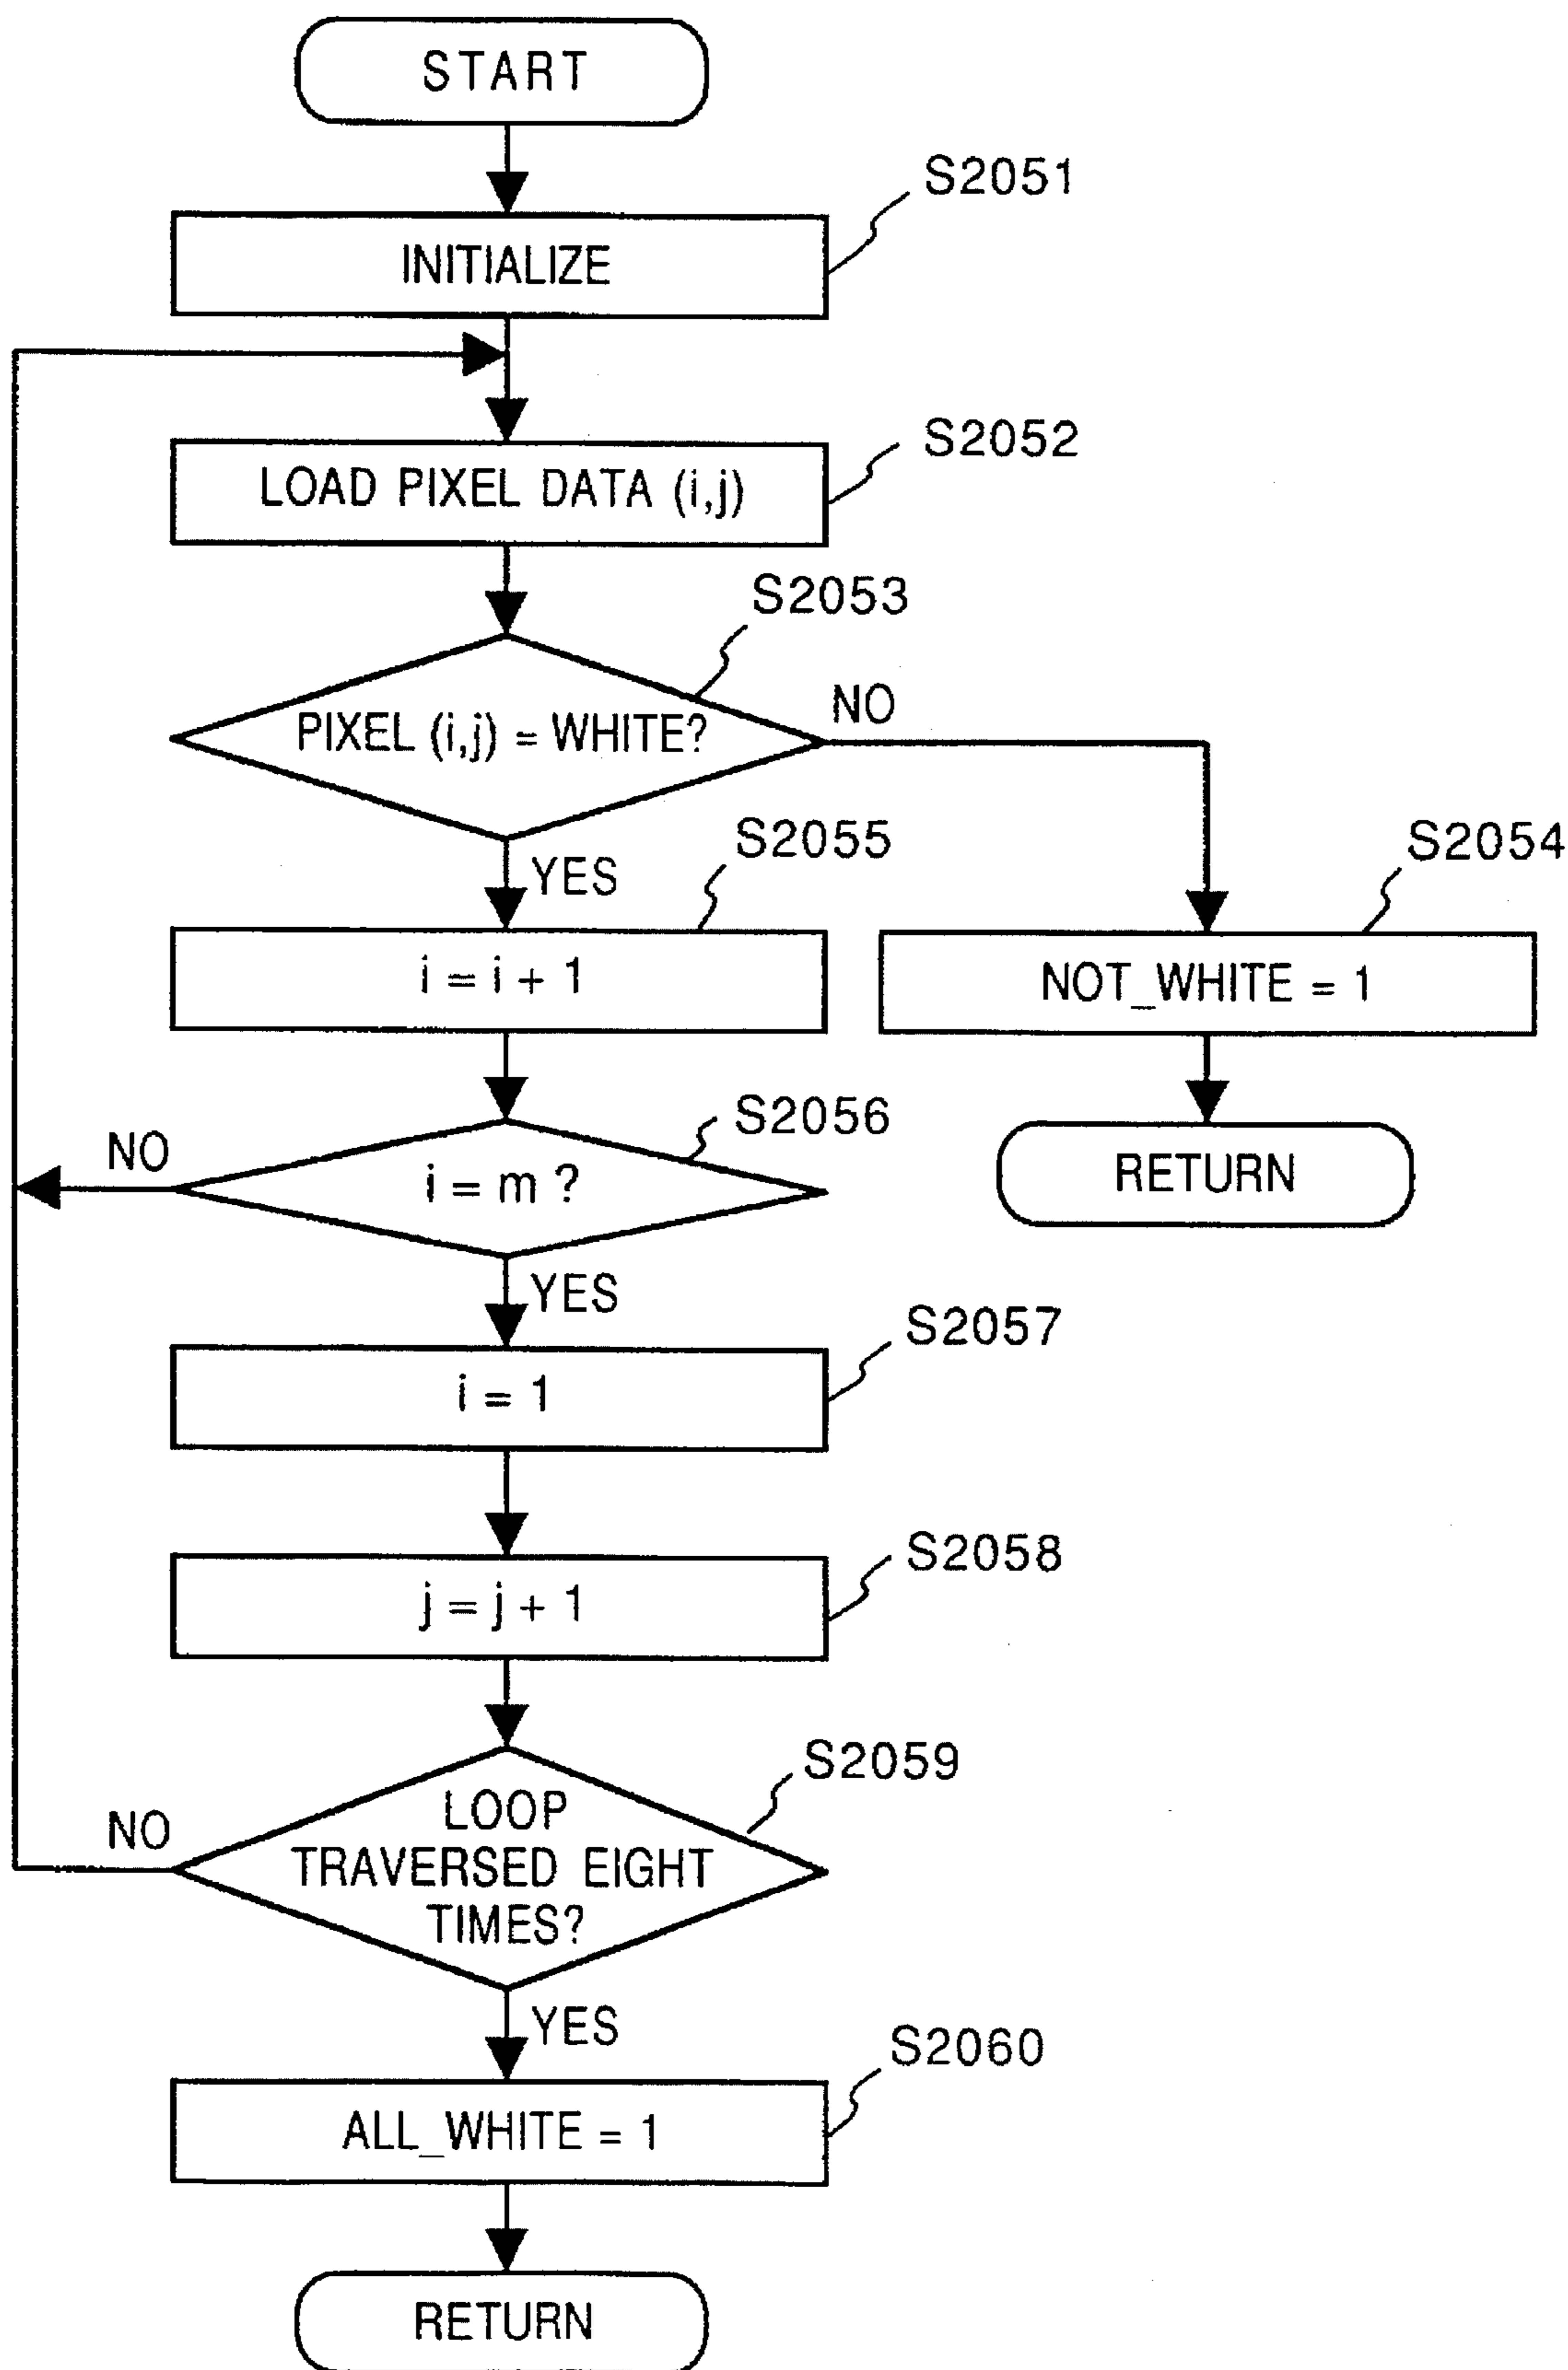 START
S2051
INITIALIZE
S2052
LOAD PIXEL DATA (i,j)
S2053
PIXEL (i,j) = WHITE?
NO
YES
S2055
S2054
i = i + 1
NOT_WHITE = 1
S2056
NO
i = m ?
RETURN
YES
S2057
i = 1
S2058
j = j + 1
S2059
NO
LOOP
TRAVERSED EIGHT
TIMES?
YES
S2060
ALL_WHITE = 1
RETURN